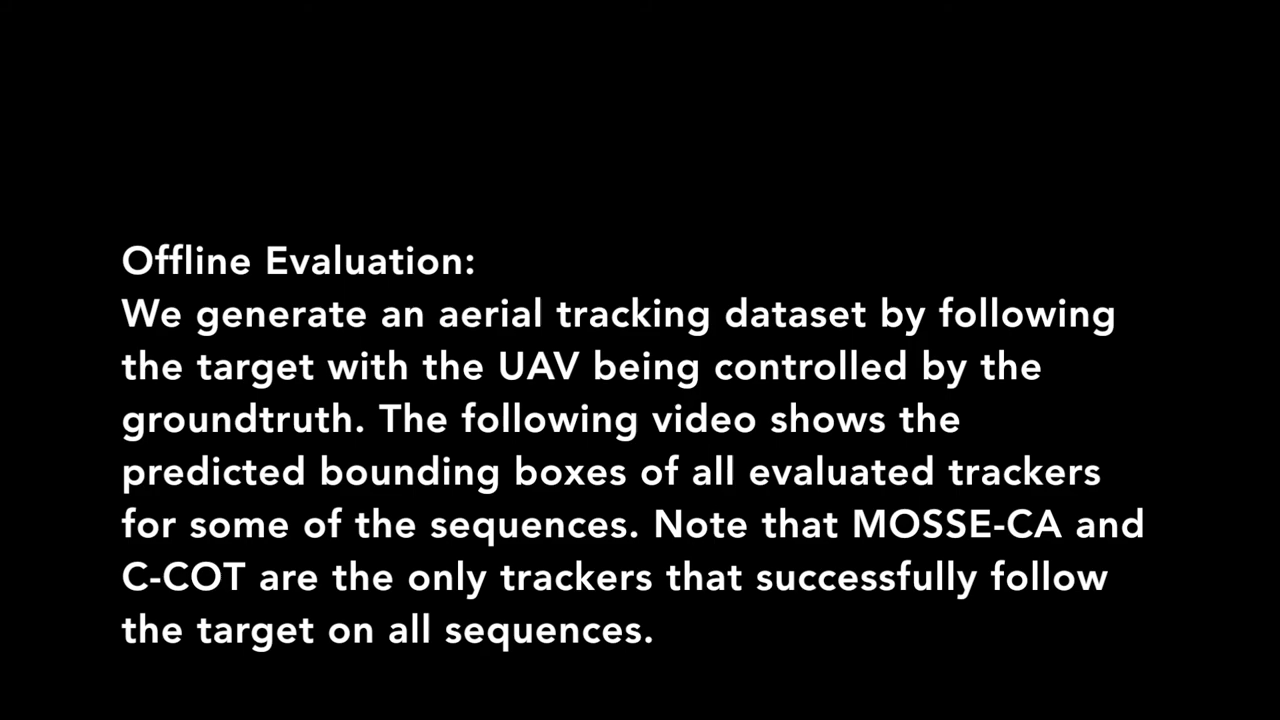 Offline Evaluation:
We generate an aerial tracking dataset by following
the target with the UAV being controlled by the
groundtruth. The following video shows the
predicted bounding boxes of all evaluated trackers
for some of the sequences. Note that MOSSE-CA and
C-COT are the only trackers that successfully follow
the target on all sequences.